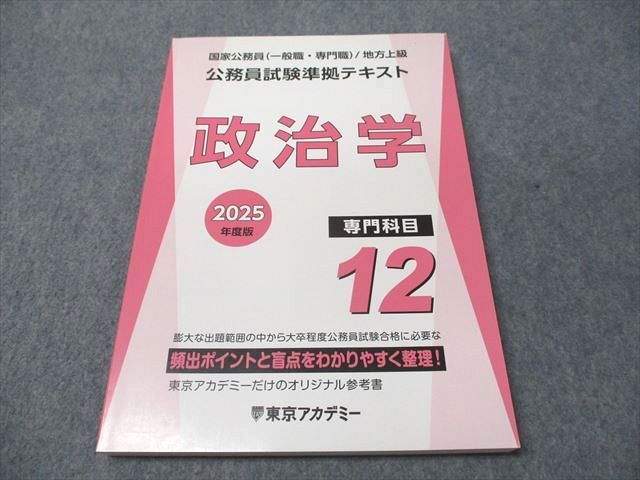 国家公務員(一般職・専門職)/地方上級
公務員試験準拠テキスト
政治学
2025
年度版
専門科目
12
膨大な出題範囲の中から大卒程度公務員試験合格に必要な
頻出ポイントと盲点をわかりやすく整理!
東京アカデミーだけのオリジナル参考書
東京アカデミー